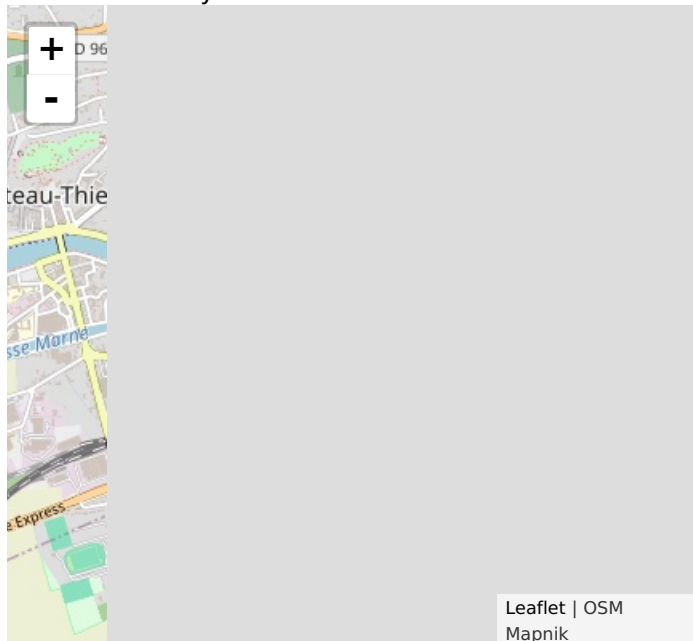 +
D 96
-
teau-Thie
sse Marne
e Express
Leaflet | OSM
Mapnik